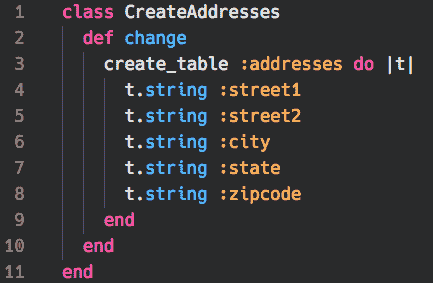 1 class CreateAddresses
2 def change
3 create_table :addresses do |t|
4 t.string :street1
5 t.string :street2
6 t.string :city
7 t.string :state
8 t.string :zipcode
9 end
10 end
11 end